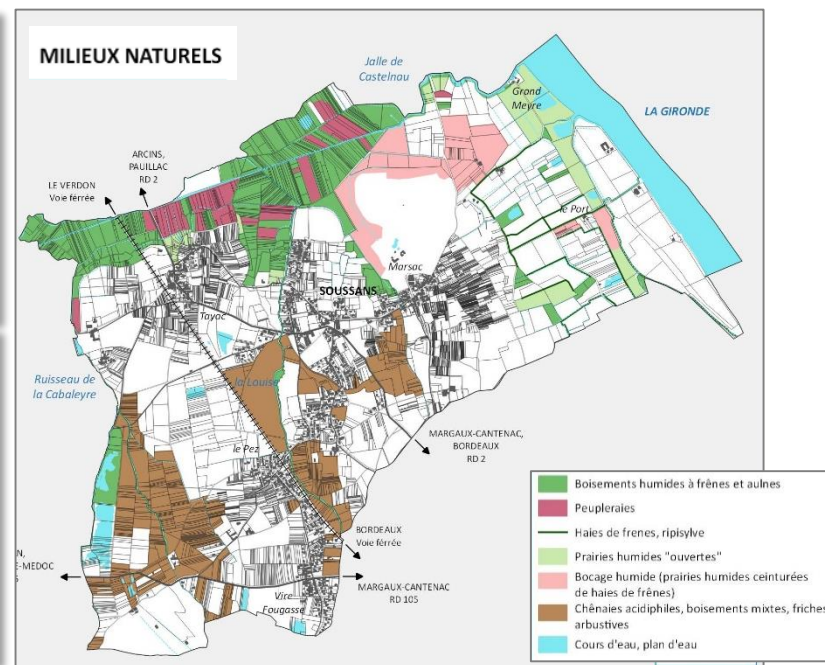 MILIEUX NATURELS
Jalle de
Castelnau
Grand
Meyre
LA GIRONDE
ARCINS,
PAUILLAC
RD 2
LE VERDON
Voie férrée
le Port
Marsac
SOUSSANS
Tayac
Ruisseau de
la Cabaleyre
la Louise
le Pez
MARGAUX-CANTENAC,
BORDEAUX
RD 2
BORDEAUX
Voie férrée
N,
E-MEDOC
MARGAUX-CANTENAC
RD 105
Vire
Fougasse
Boisements humides à frênes et aulnes
Peupleraies
Haies de frenes, ripisylve
Prairies humides "ouvertes"
Bocage humide (prairies humides ceinturées
de haies de frênes)
Chênaies acidiphiles, boisements mixtes, friches
arbustives
Cours d'eau, plan d'eau